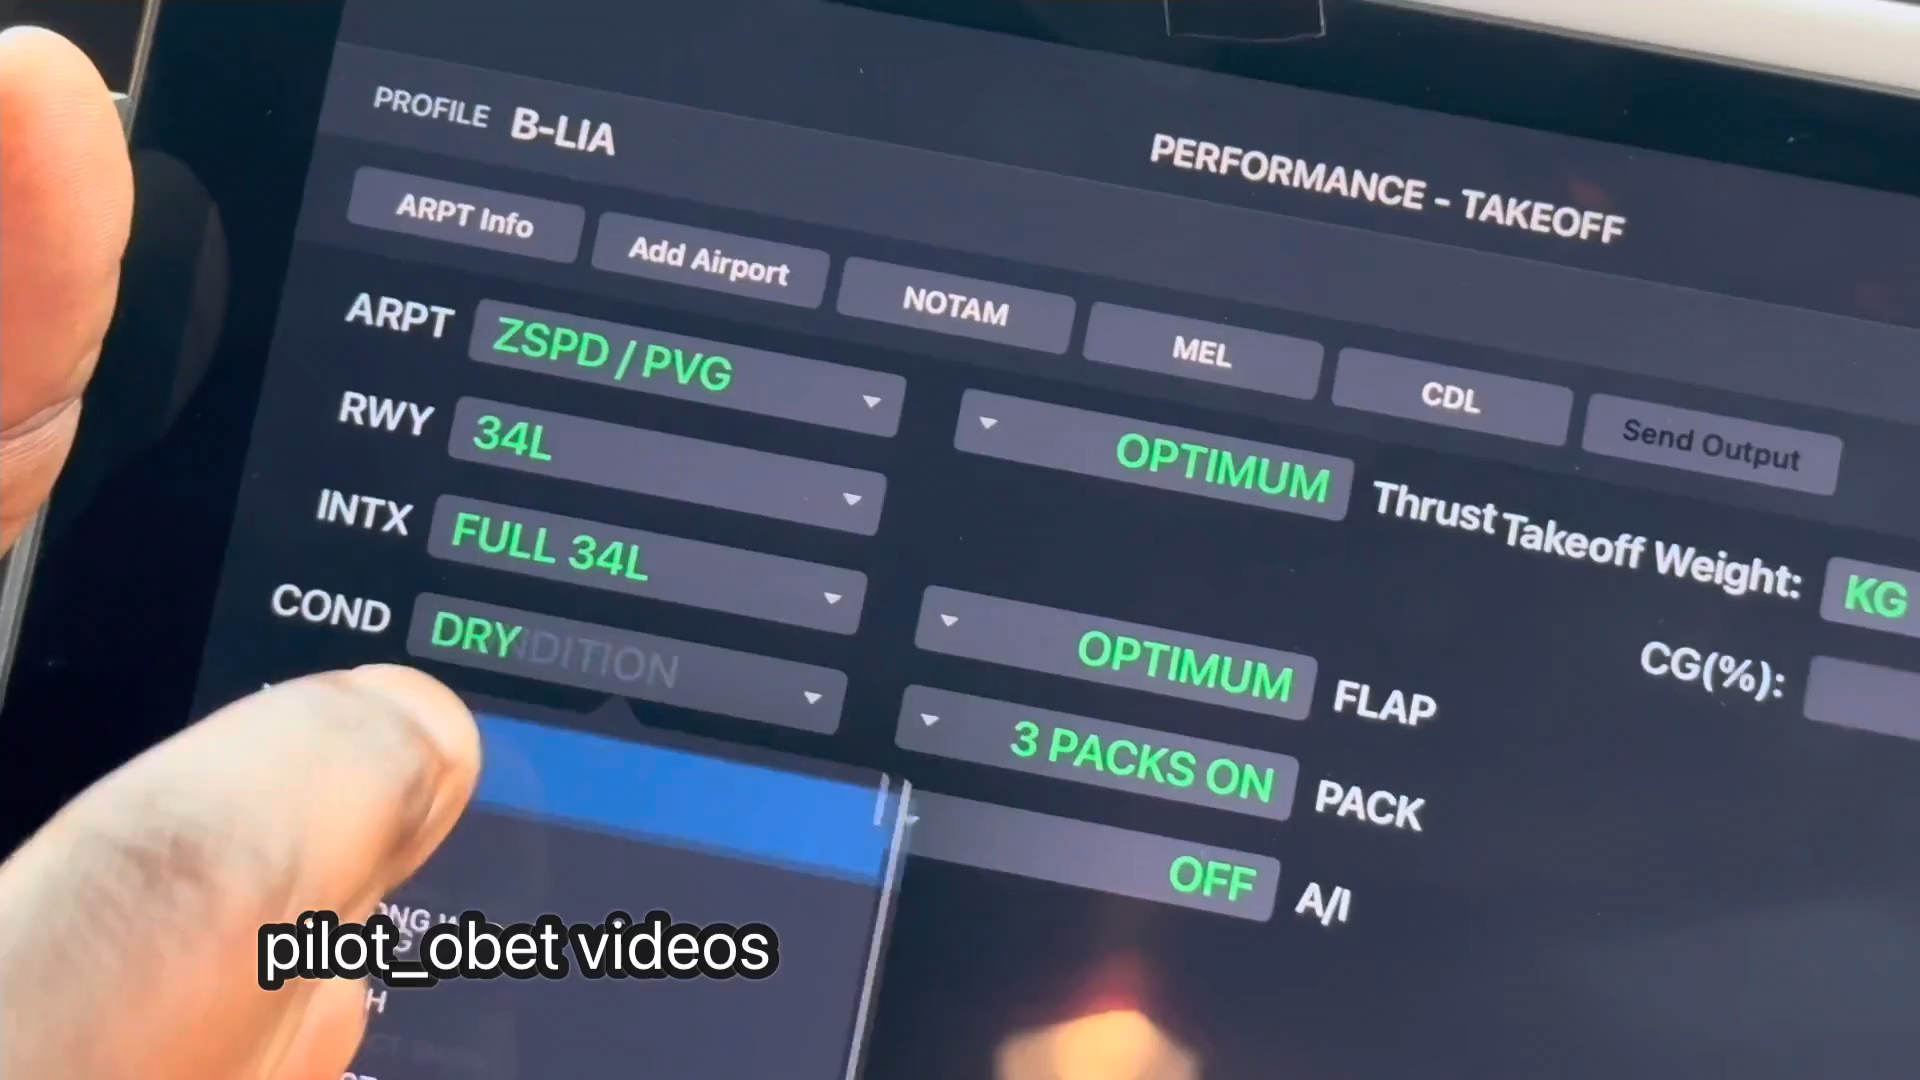 PROFILE B-LIA
PERFORMANCE - TAKEOFF
ARPT Info
Add Airport
NOTAM
MEL
CDL
Send Output
ARPT ZSPD / PVG
RWY 34L
INTX FULL 34L
COND DRY
OPTIMUM Thrust
OPTIMUM FLAP
3 PACKS ON PACK
OFF A/I
Takeoff Weight: KG
CG(%):
pilot_obet videos